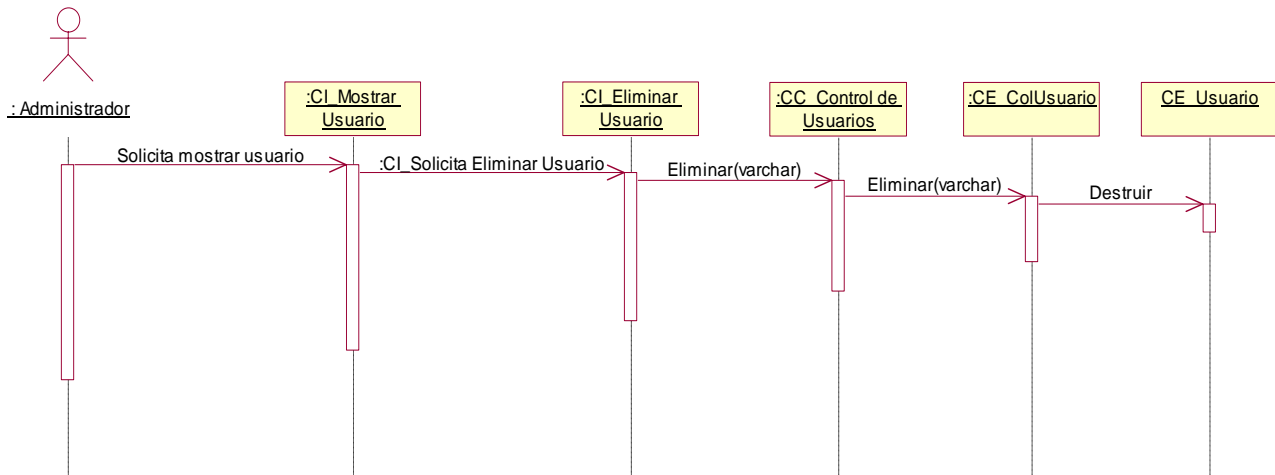 : Administrador
:CI_Mostrar
Usuario
:CI_Eliminar
Usuario
:CC_Control de
Usuarios
:CE_ColUsuario
CE_Usuario
Solicita mostrar usuario
:CI_Solicita Eliminar Usuario
Eliminar(varchar)
Eliminar(varchar)
Destruir